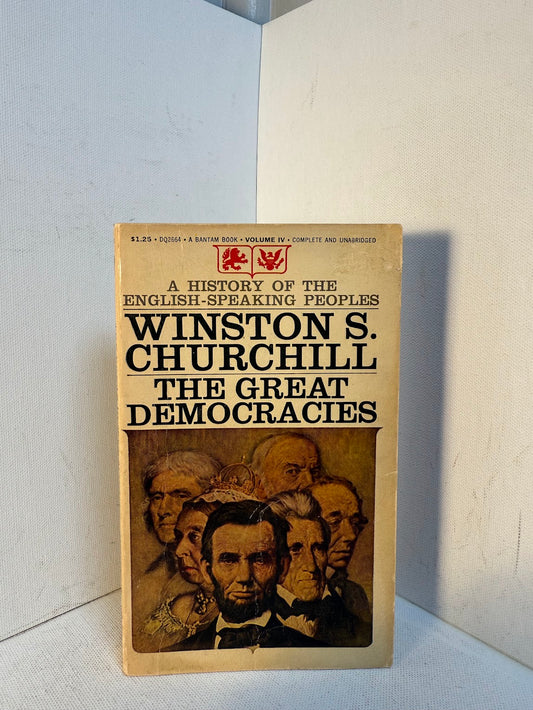 $1.25 • DQ2664 • A BANTAM BOOK • VOLUME IV • COMPLETE AND UNABRIDGED
A HISTORY OF THE
ENGLISH-SPEAKING PEOPLES
WINSTON S.
CHURCHILL
THE GREAT
DEMOCRACIES